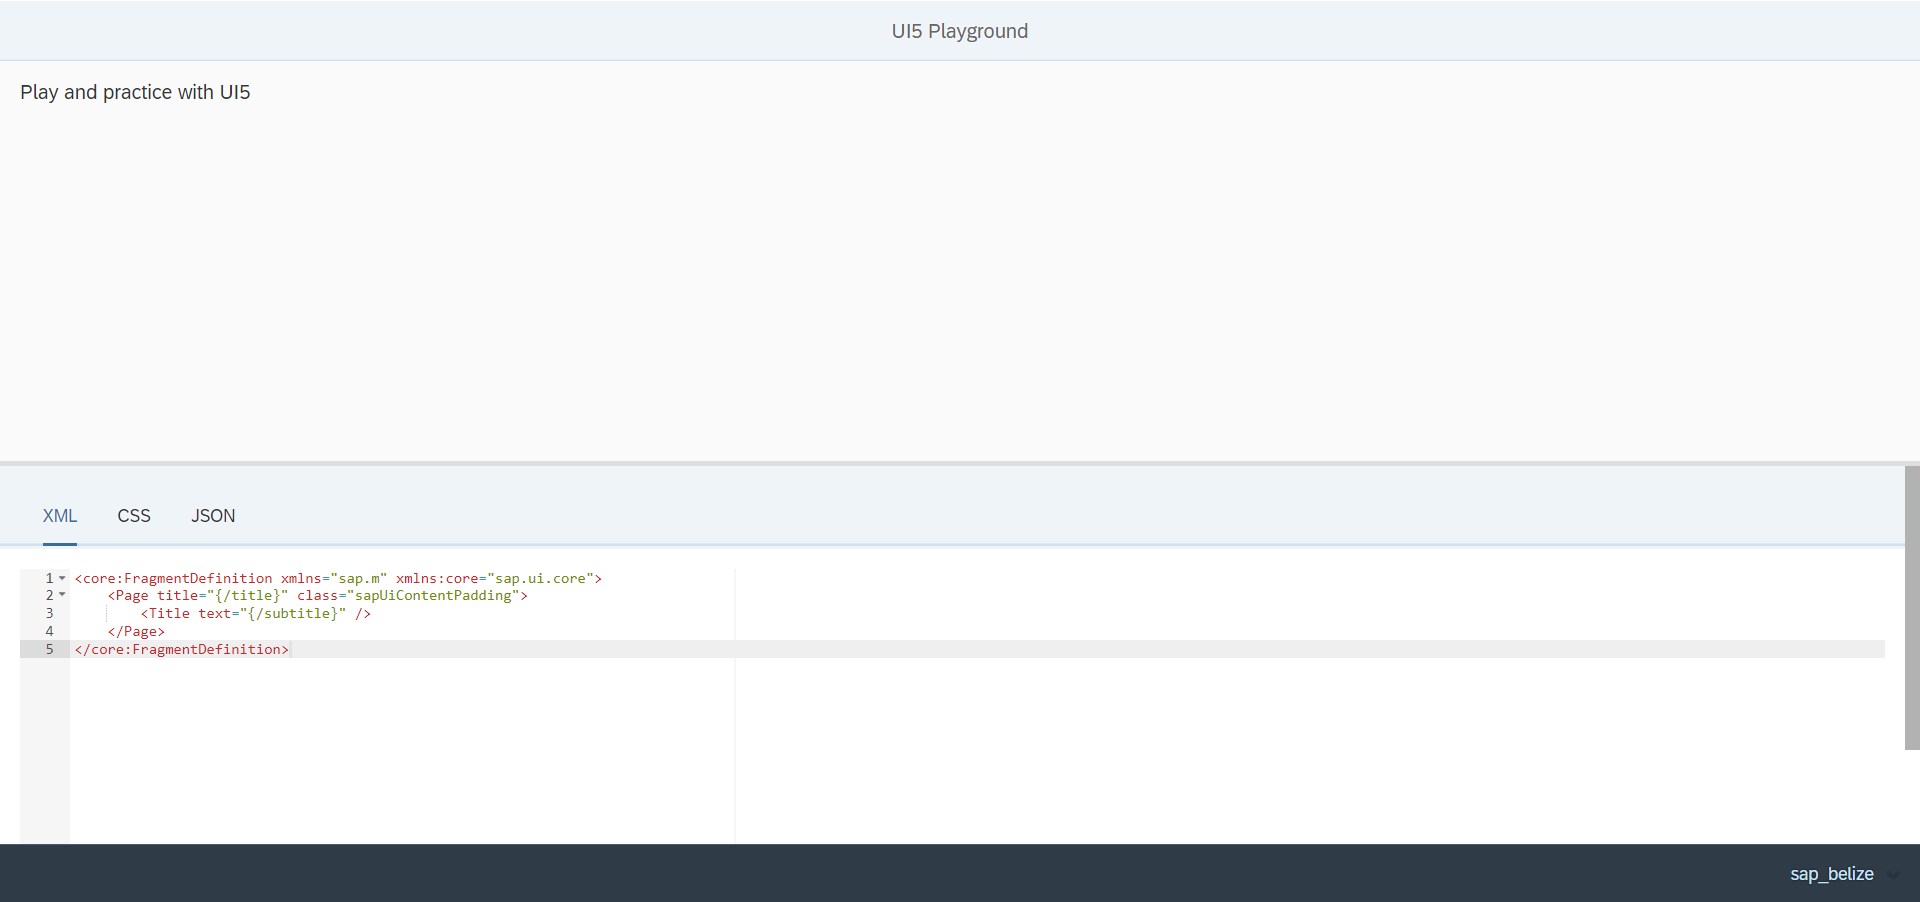 UI5 Playground
Play and practice with UI5
XML CSS JSON
1 <core:FragmentDefinition xmlns="sap.m" xmlns:core="sap.ui.core">
2 <Page title="{/title}" class="sapUiContentPadding">
3 <Title text="{/subtitle}" />
4 </Page>
5 </core:FragmentDefinition>
sap_belize